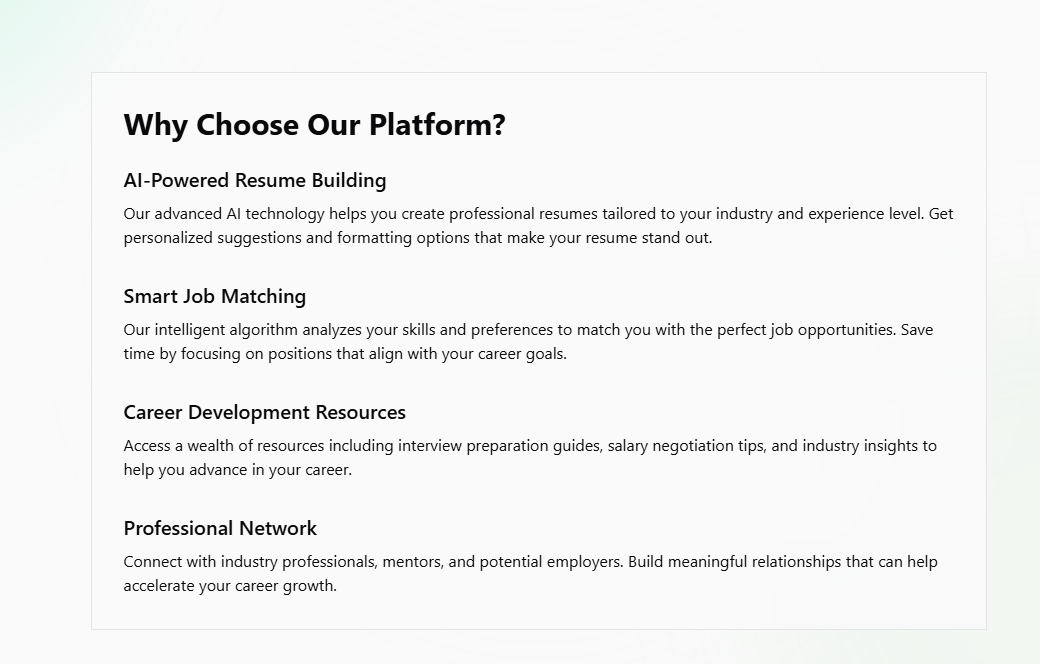 Why Choose Our Platform?
AI-Powered Resume Building
Our advanced AI technology helps you create professional resumes tailored to your industry and experience level. Get
personalized suggestions and formatting options that make your resume stand out.
Smart Job Matching
Our intelligent algorithm analyzes your skills and preferences to match you with the perfect job opportunities. Save
time by focusing on positions that align with your career goals.
Career Development Resources
Access a wealth of resources including interview preparation guides, salary negotiation tips, and industry insights to
help you advance in your career.
Professional Network
Connect with industry professionals, mentors, and potential employers. Build meaningful relationships that can help
accelerate your career growth.